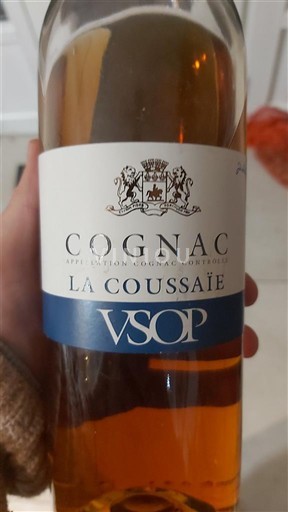 COGNAC
APPELLATION COGNAC CONTRÔLÉE
LA COUSSAÏE
VSOP